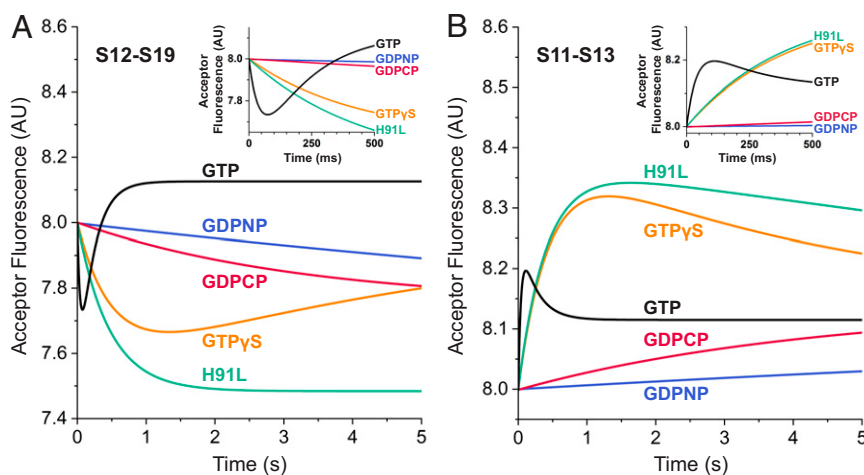 A
S12-S19
Acceptor Fluorescence (AU)
8.6
8.4
8.2
8.0
7.8
7.6
7.4
0
1
2
3
4
5
Time (s)
GTP
GDPNP
GDPCP
GTPγS
H91L
Acceptor
Fluorescence (AU)
8.0
7.8
0
250
500
Time (ms)
GTP
GDPNP
GDPCP
GTPγS
H91L
B
S11-S13
Acceptor Fluorescence (AU)
8.6
8.5
8.4
8.3
8.2
8.1
8.0
0
1
2
3
4
5
Time (s)
H91L
GTPγS
GTP
GDPCP
GDPNP
Acceptor
Fluorescence (AU)
8.2
8.0
0
250
500
Time (ms)
H91L
GTPγS
GTP
GDPCP
GDPNP